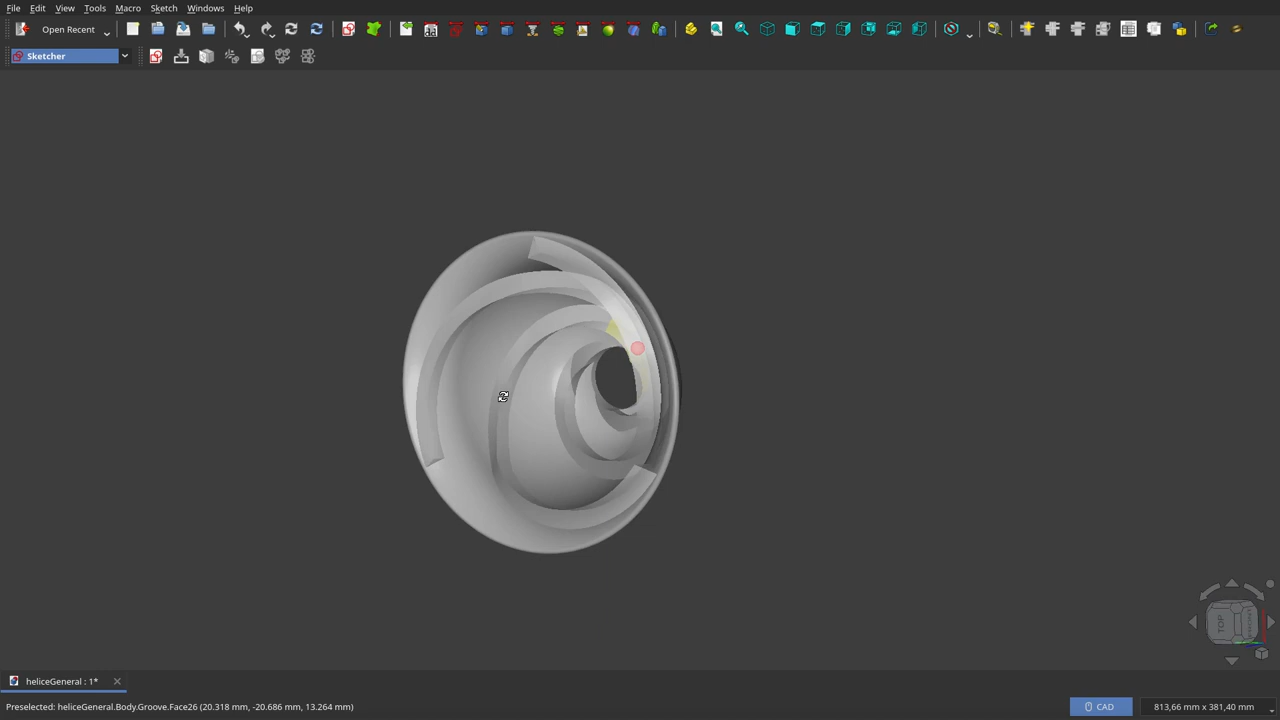 File Edit View Tools Macro Sketch Windows Help
Open Recent
Sketcher
TOP
heliceGeneral : 1*
Preselected: heliceGeneral.Body.Groove.Face26 (20.318 mm, -20.686 mm, 13.264 mm)
CAD
813,66 mm x 381,40 mm